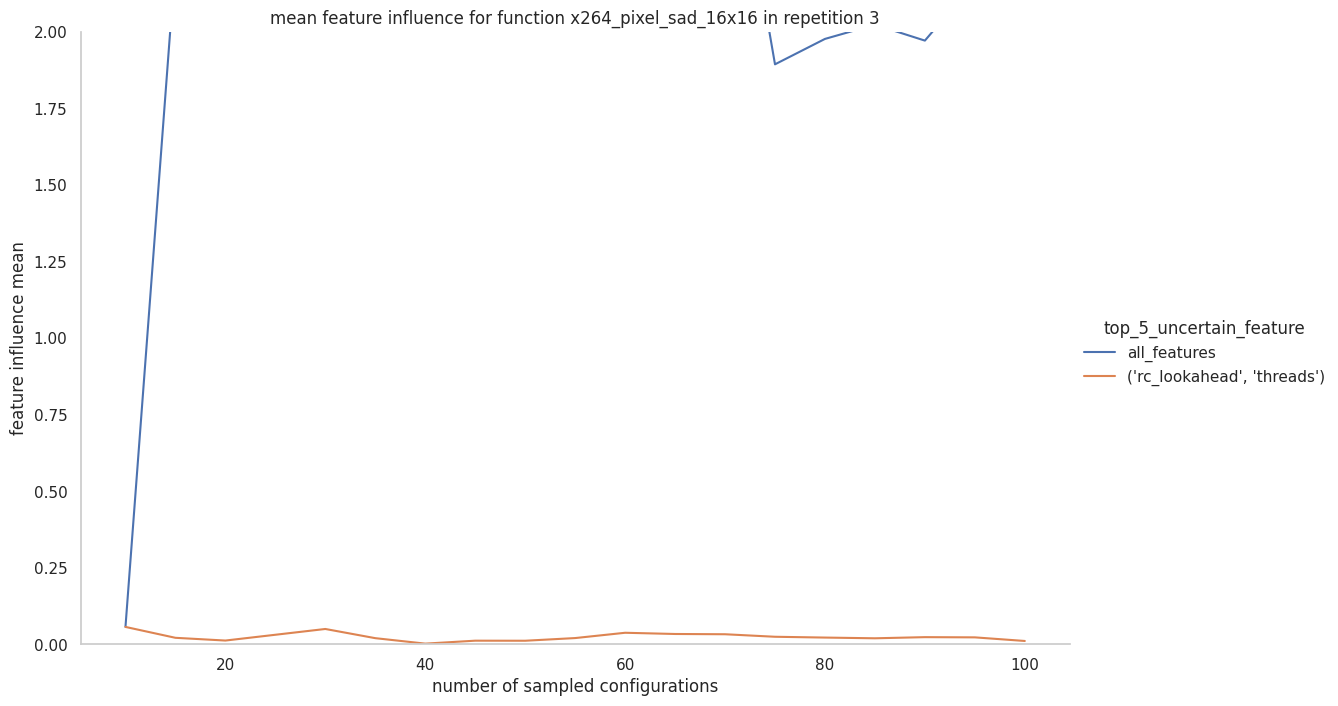 mean feature influence for function x264_pixel_sad_16x16 in repetition 3
2.00
1.75
1.50
1.25
1.00
0.75
0.50
0.25
0.00
feature influence mean
20
40
60
80
100
number of sampled configurations
top_5_uncertain_feature
all_features
('rc_lookahead', 'threads')